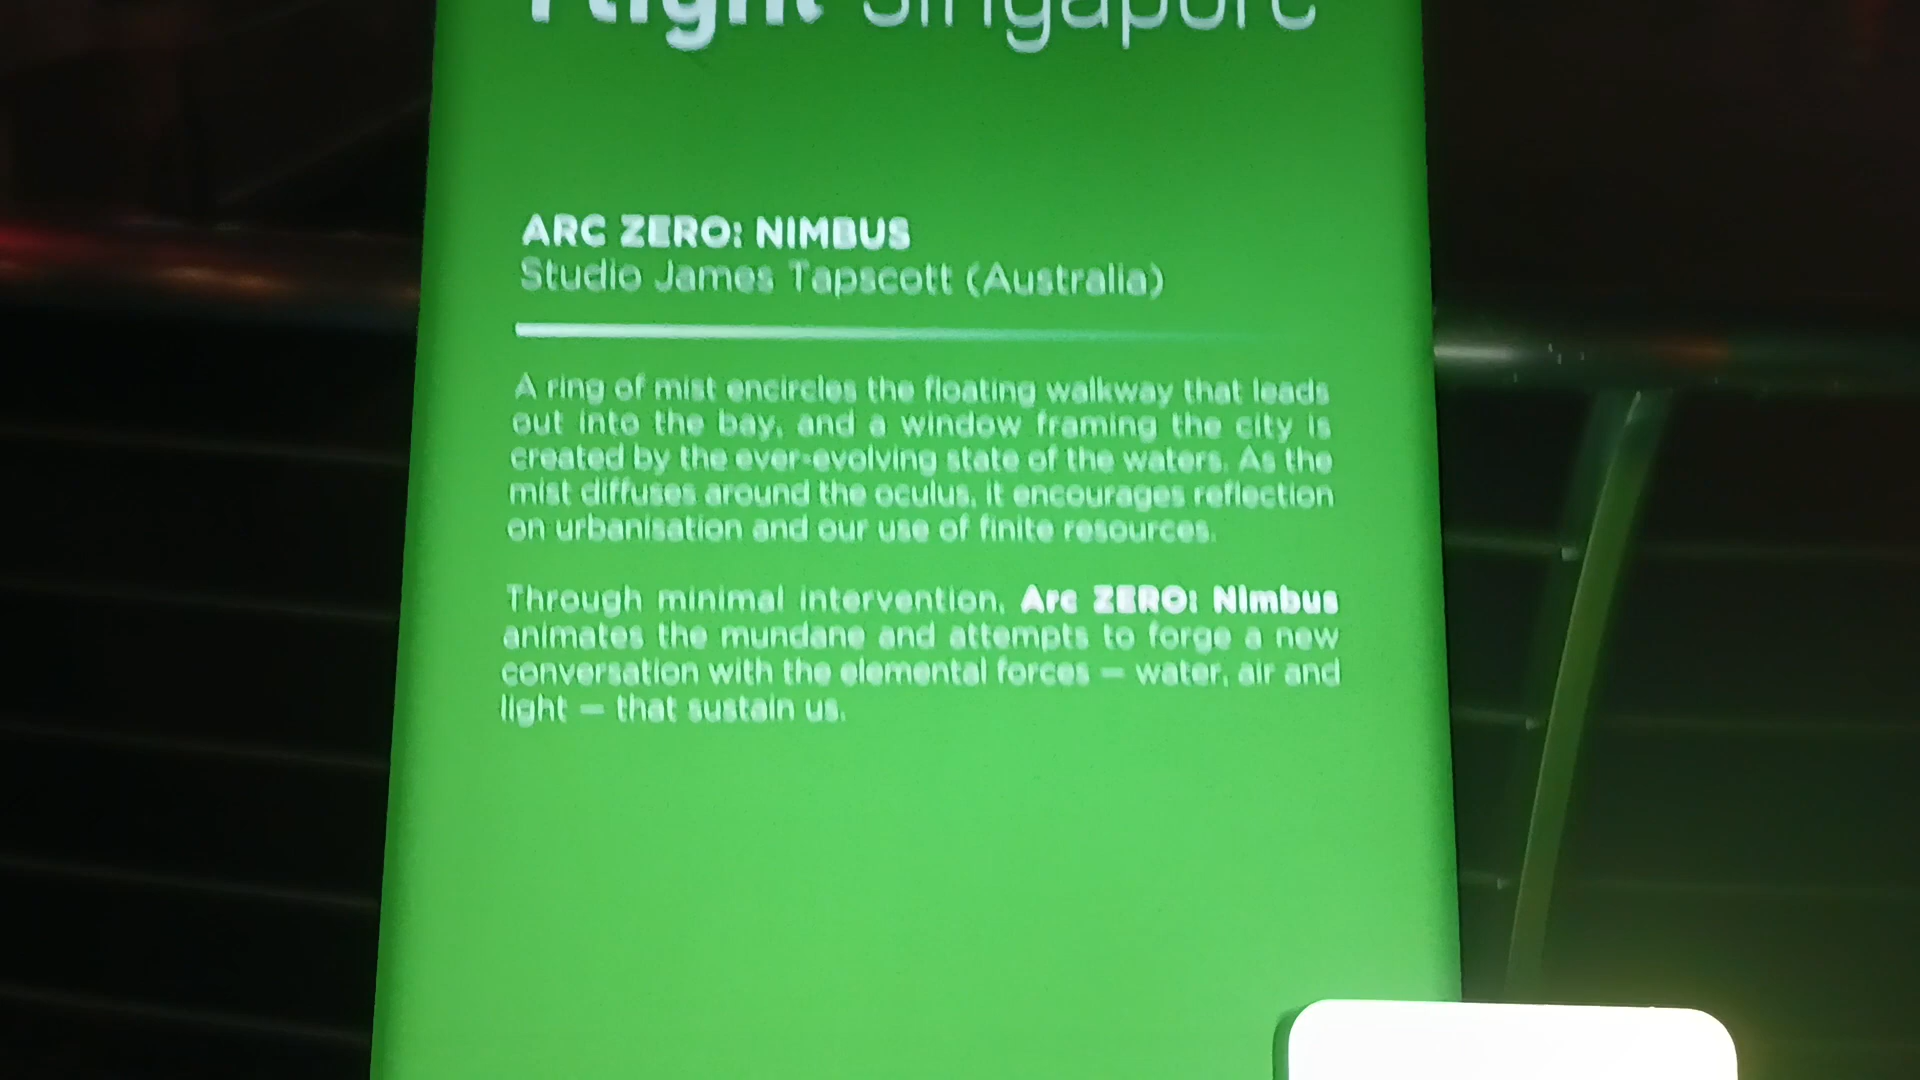 light Singapore
ARC ZERO: NIMBUS
Studio James Tapscott (Australia)
A ring of mist encircles the floating walkway that leads
out into the bay, and a window framing the city is
created by the ever-evolving state of the waters. As the
mist diffuses around the oculus, it encourages reflection
on urbanisation and our use of finite resources.
Through minimal intervention, Arc ZERO: Nimbus
animates the mundane and attempts to forge a new
conversation with the elemental forces — water, air and
light — that sustain us.